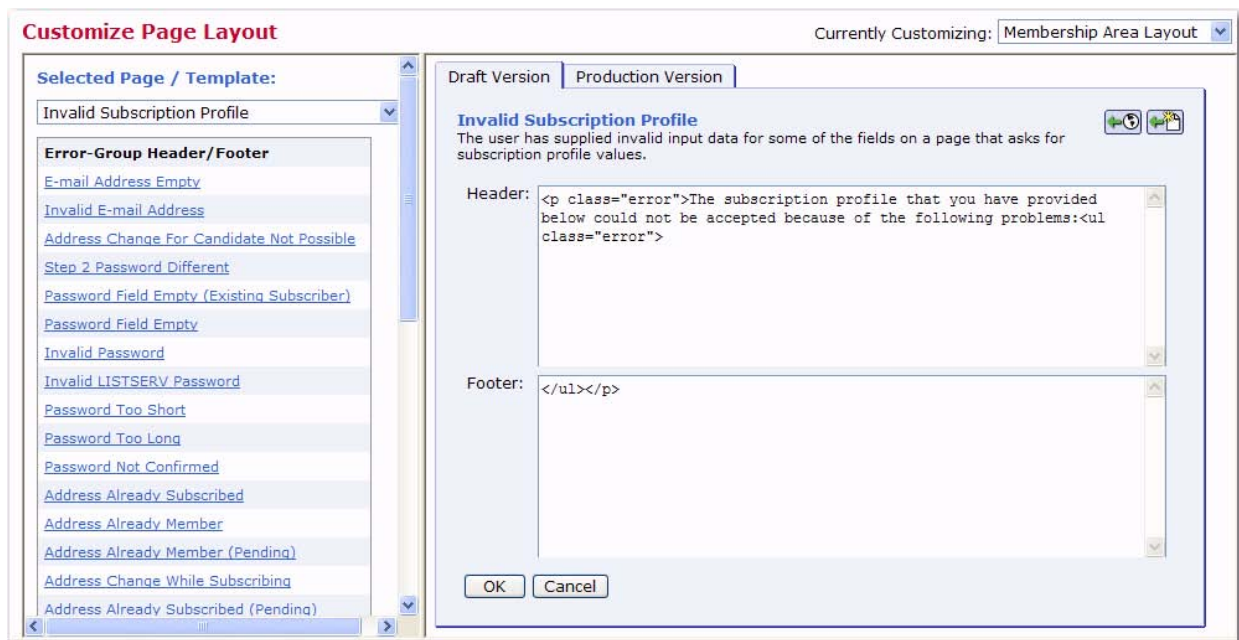 Customize Page Layout
Currently Customizing: Membership Area Layout
Selected Page / Template:
Invalid Subscription Profile
Error-Group Header/Footer
E-mail Address Empty
Invalid E-mail Address
Address Change For Candidate Not Possible
Step 2 Password Different
Password Field Empty (Existing Subscriber)
Password Field Empty
Invalid Password
Invalid LISTSERV Password
Password Too Short
Password Too Long
Password Not Confirmed
Address Already Subscribed
Address Already Member
Address Already Member (Pending)
Address Change While Subscribing
Address Already Subscribed (Pending)
Draft Version
Production Version
Invalid Subscription Profile
The user has supplied invalid input data for some of the fields on a page that asks for
subscription profile values.
Header:
<p class="error">The subscription profile that you have provided
below could not be accepted because of the following problems:<ul
class="error">
Footer:
</ul></p>
OK
Cancel